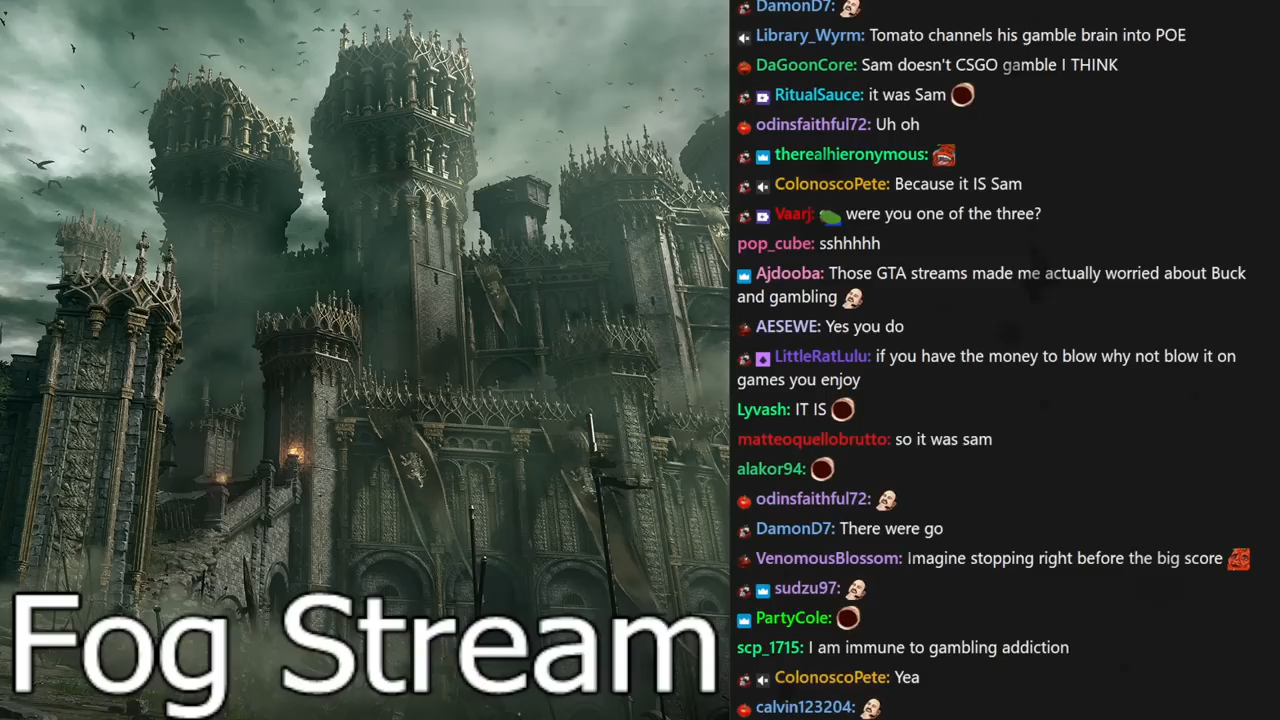 DamonD7:
Library_Wyrm: Tomato channels his gamble brain into POE
DaGoonCore: Sam doesn't CSGO gamble I THINK
RitualSauce: it was Sam
odinsfaithful72: Uh oh
therealhieronymous:
ColonoscoPete: Because it IS Sam
Vaarj: were you one of the three?
pop_cube: sshhhhh
Ajdooba: Those GTA streams made me actually worried about Buck
and gambling
AESEWE: Yes you do
LittleRatLulu: if you have the money to blow why not blow it on
games you enjoy
Lyvash: IT IS
matteoquellobrutto: so it was sam
alakor94:
odinsfaithful72:
DamonD7: There were go
VenomousBlossom: Imagine stopping right before the big score
sudzu97:
PartyCole:
scp_1715: I am immune to gambling addiction
ColonoscoPete: Yea
calvin123204:
Fog Stream